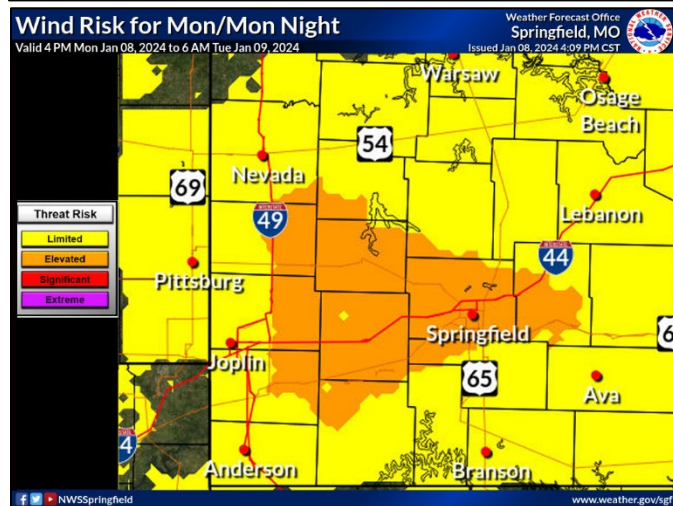 Wind Risk for Mon/Mon Night
Valid 4 PM Mon Jan 08, 2024 to 6 AM Tue Jan 09, 2024
Weather Forecast Office
Springfield, MO
Issued Jan 08, 2024 4:09 PM CST
Warsaw
Osage
Beach
54
Nevada
69
Lebanon
49
44
Threat Risk
Limited
Elevated
Significant
Extreme
Pittsburg
Springfield
Joplin
65
6
Ava
4
Anderson
Branson
NWSSpringfield
www.weather.gov/sgf